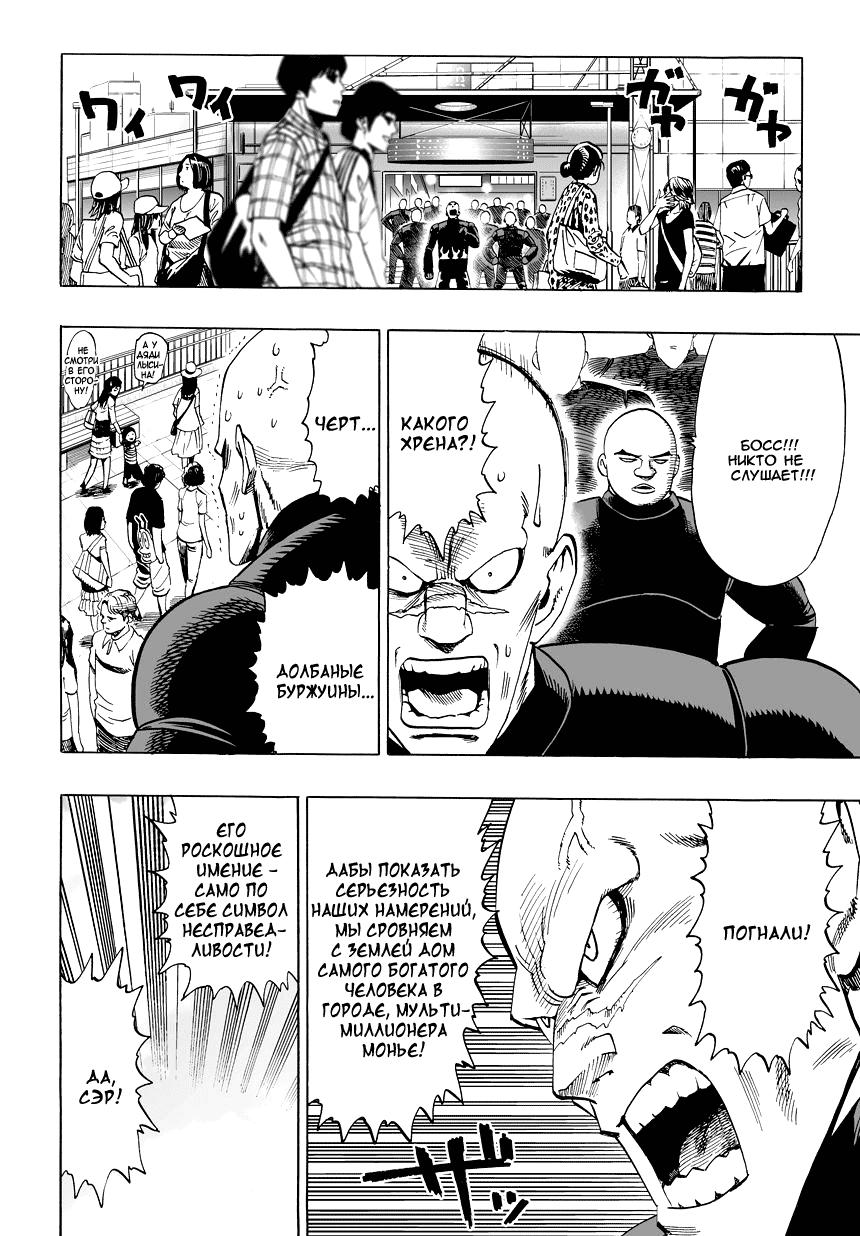 ガヤ
ガヤ
ワイ
ワイ
БОСС!!!
НИКТО НЕ
СЛУШАЕТ!!!
КАКОГО
ХРЕНА?!
ЧЕРТ...
А У
ДЯДИ
ЛЫСИ-
НА!
НЕ
СМОТРИ
В ЕГО
СТОРО-
НУ!
ДОЛБАНЫЕ
БУРЖУИНЫ...
ПОГНАЛИ!
ДАБЫ ПОКАЗАТЬ
СЕРЬЕЗНОСТЬ
НАШИХ НАМЕРЕНИЙ,
МЫ СРОВНЯЕМ
С ЗЕМЛЕЙ ДОМ
САМОГО БОГАТОГО
ЧЕЛОВЕКА В
ГОРОДЕ, МУЛЬТИ-
МИЛЛИОНЕРА
МОНЬЕ!
ЕГО
РОСКОШНОЕ
ИМЕНИЕ -
САМО ПО
СЕБЕ СИМВОЛ
НЕСПРАВЕД-
ЛИВОСТИ!
ДА,
СЭР!
ザッ